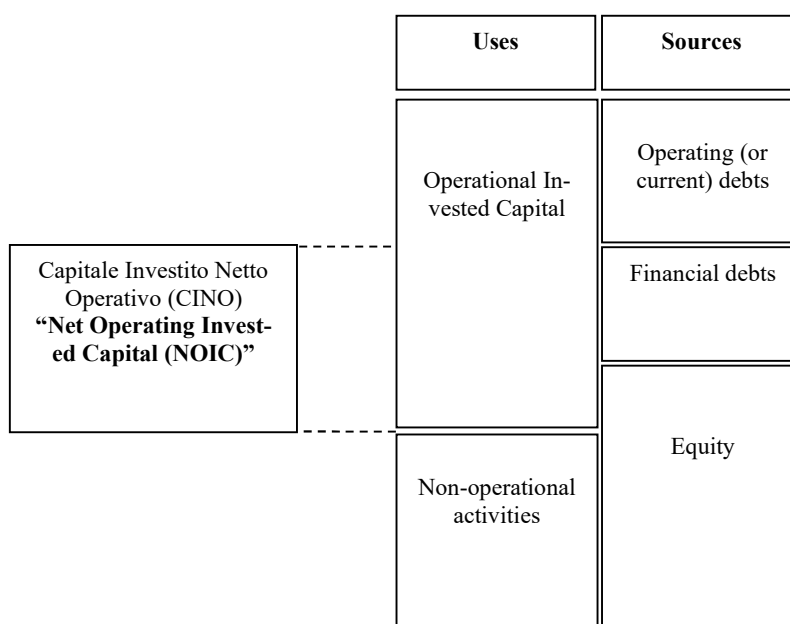 Uses
Sources
Operational In-
vested Capital
Operating (or
current) debts
Capitale Investito Netto
Operativo (CINO)
“Net Operating Invest-
ed Capital (NOIC)”
Financial debts
Non-operational
activities
Equity